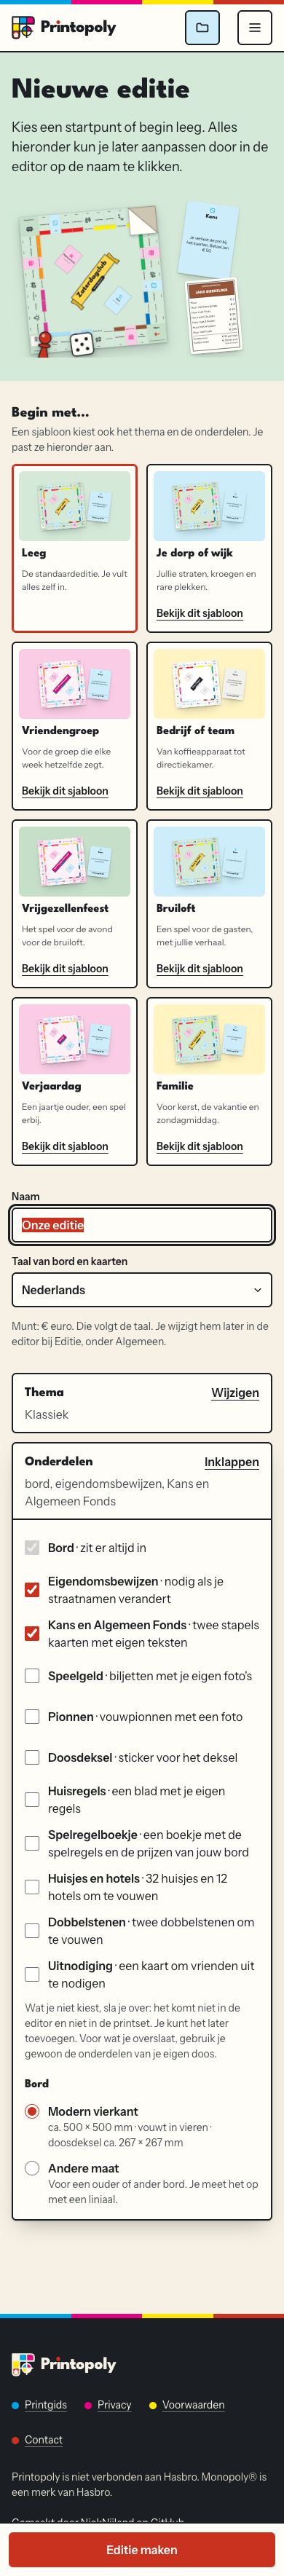 Printopoly
Nieuwe editie
Kies een startpunt of begin leeg. Alles
hieronder kun je later aanpassen door in de
editor op de naam te klikken.
Zaterdagclub
Kans
Begin met...
Een sjabloon kiest ook het thema en de onderdelen. Je
past ze hieronder aan.
Leeg
De standaardeditie. Je vult
alles zelf in.
Je dorp of wijk
Jullie straten, kroegen en
rare plekken.
Bekijk dit sjabloon
Vriendengroep
Voor de groep die elke
week hetzelfde zegt.
Bekijk dit sjabloon
Bedrijf of team
Van koffieapparaat tot
directiekamer.
Bekijk dit sjabloon
Vrijgezellenfeest
Het spel voor de avond
voor de bruiloft.
Bekijk dit sjabloon
Bruiloft
Een spel voor de gasten,
met jullie verhaal.
Bekijk dit sjabloon
Verjaardag
Een jaartje ouder, een spel
erbij.
Bekijk dit sjabloon
Familie
Voor kerst, de vakantie en
zondagmiddag.
Bekijk dit sjabloon
Naam
Onze editie
Taal van bord en kaarten
Nederlands
Munt: € euro. Die volgt de taal. Je wijzigt hem later in de
editor bij Editie, onder Algemeen.
Thema
Wijzigen
Klassiek
Onderdelen
Inklappen
bord, eigendomsbewijzen, Kans en
Algemeen Fonds
Bord · zit er altijd in
Eigendomsbewijzen · nodig als je
straatnamen verandert
Kans en Algemeen Fonds · twee stapels
kaarten met eigen teksten
Speelgeld · biljetten met je eigen foto's
Pionnen · vouwpionnen met een foto
Doosdeksel · sticker voor het deksel
Huisregels · een blad met je eigen
regels
Spelregelboekje · een boekje met de
spelregels en de prijzen van jouw bord
Huisjes en hotels · 32 huisjes en 12
hotels om te vouwen
Dobbelstenen · twee dobbelstenen om
te vouwen
Uitnodiging · een kaart om vrienden uit
te nodigen
Wat je niet kiest, sla je over: het komt niet in de
editor en niet in de printset. Je kunt het later
toevoegen. Voor wat je overslaat, gebruik je
gewoon de onderdelen van je eigen doos.
Bord
Modern vierkant
ca. 500 × 500 mm · vouwt in vieren ·
doosdeksel ca. 267 × 267 mm
Andere maat
Voor een ouder of ander bord. Je meet het op
met een liniaal.
Printopoly
Printgids
Privacy
Voorwaarden
Contact
Printopoly is niet verbonden aan Hasbro. Monopoly® is
een merk van Hasbro.
Gemaakt door NickNijland op GitHub
Editie maken